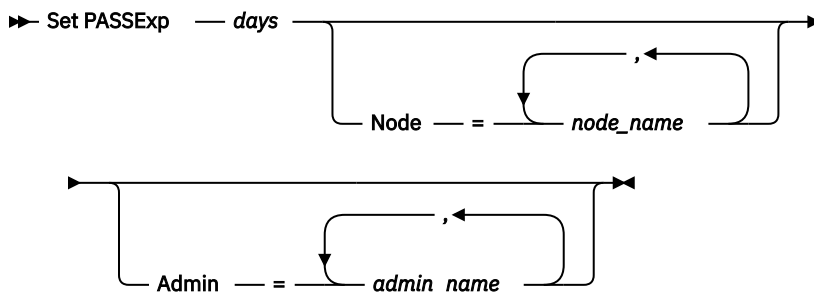 Set PASSExp days
,
Node = node_name
,
Admin = admin_name